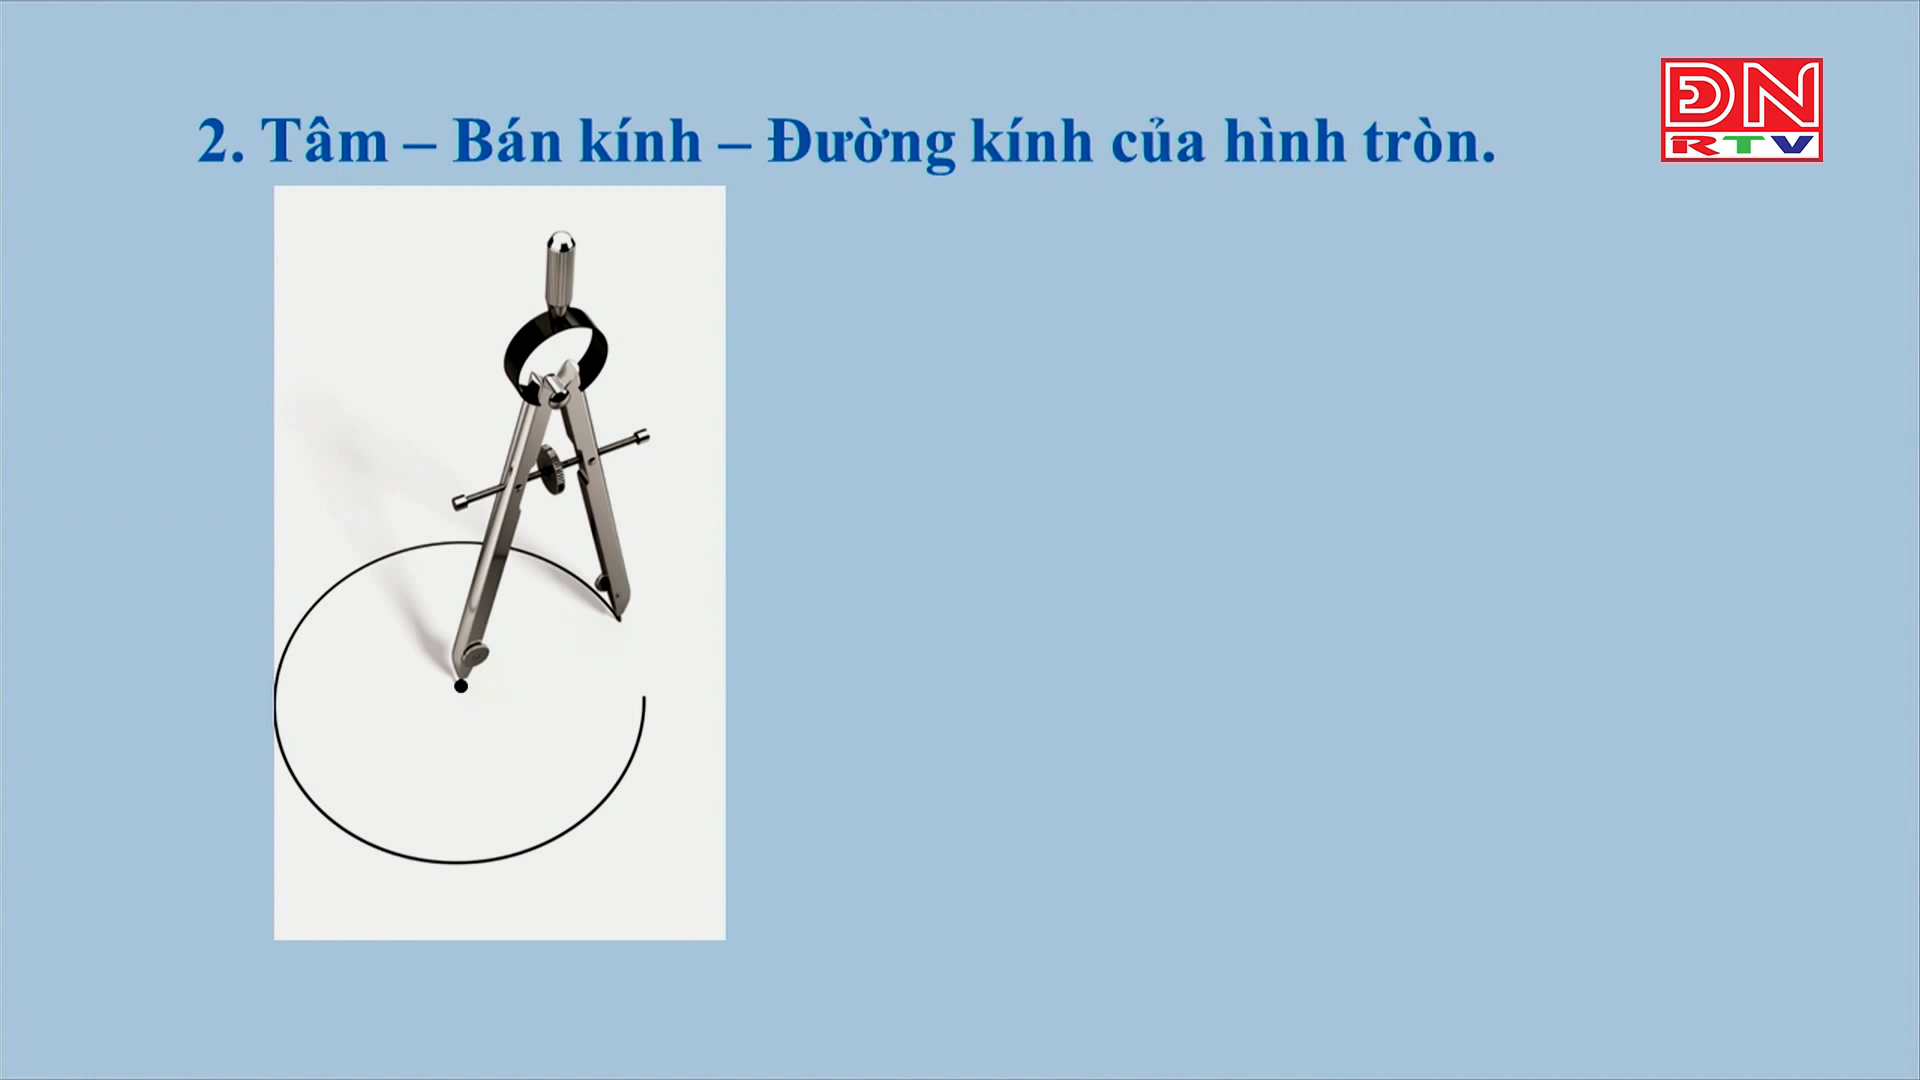 2. Tâm – Bán kính – Đường kính của hình tròn.
ĐN
RTV